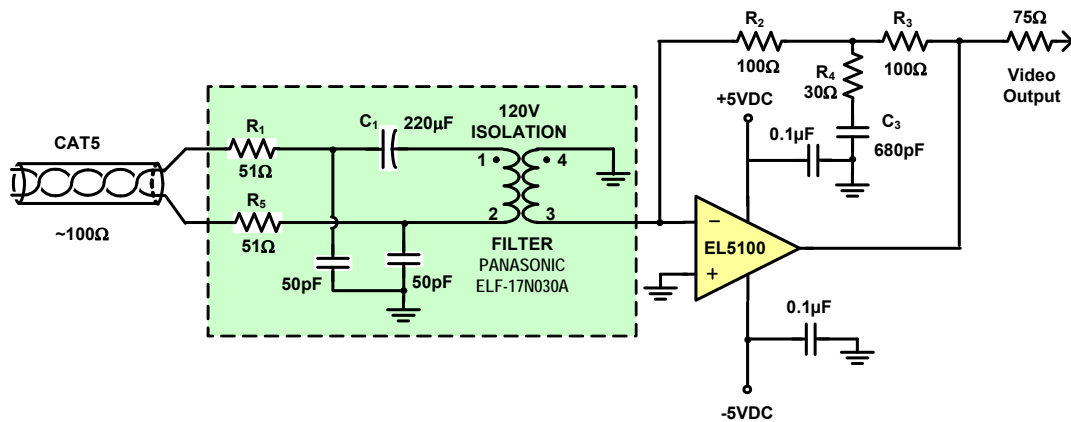 CAT5
~100Ω
R1
51Ω
R5
51Ω
C1
220µF
50pF
50pF
120V
ISOLATION
1
4
2
3
FILTER
PANASONIC
ELF-17N030A
R2
100Ω
R3
100Ω
R4
30Ω
C3
680pF
75Ω
Video
Output
+5VDC
0.1µF
−
EL5100
+
0.1µF
-5VDC